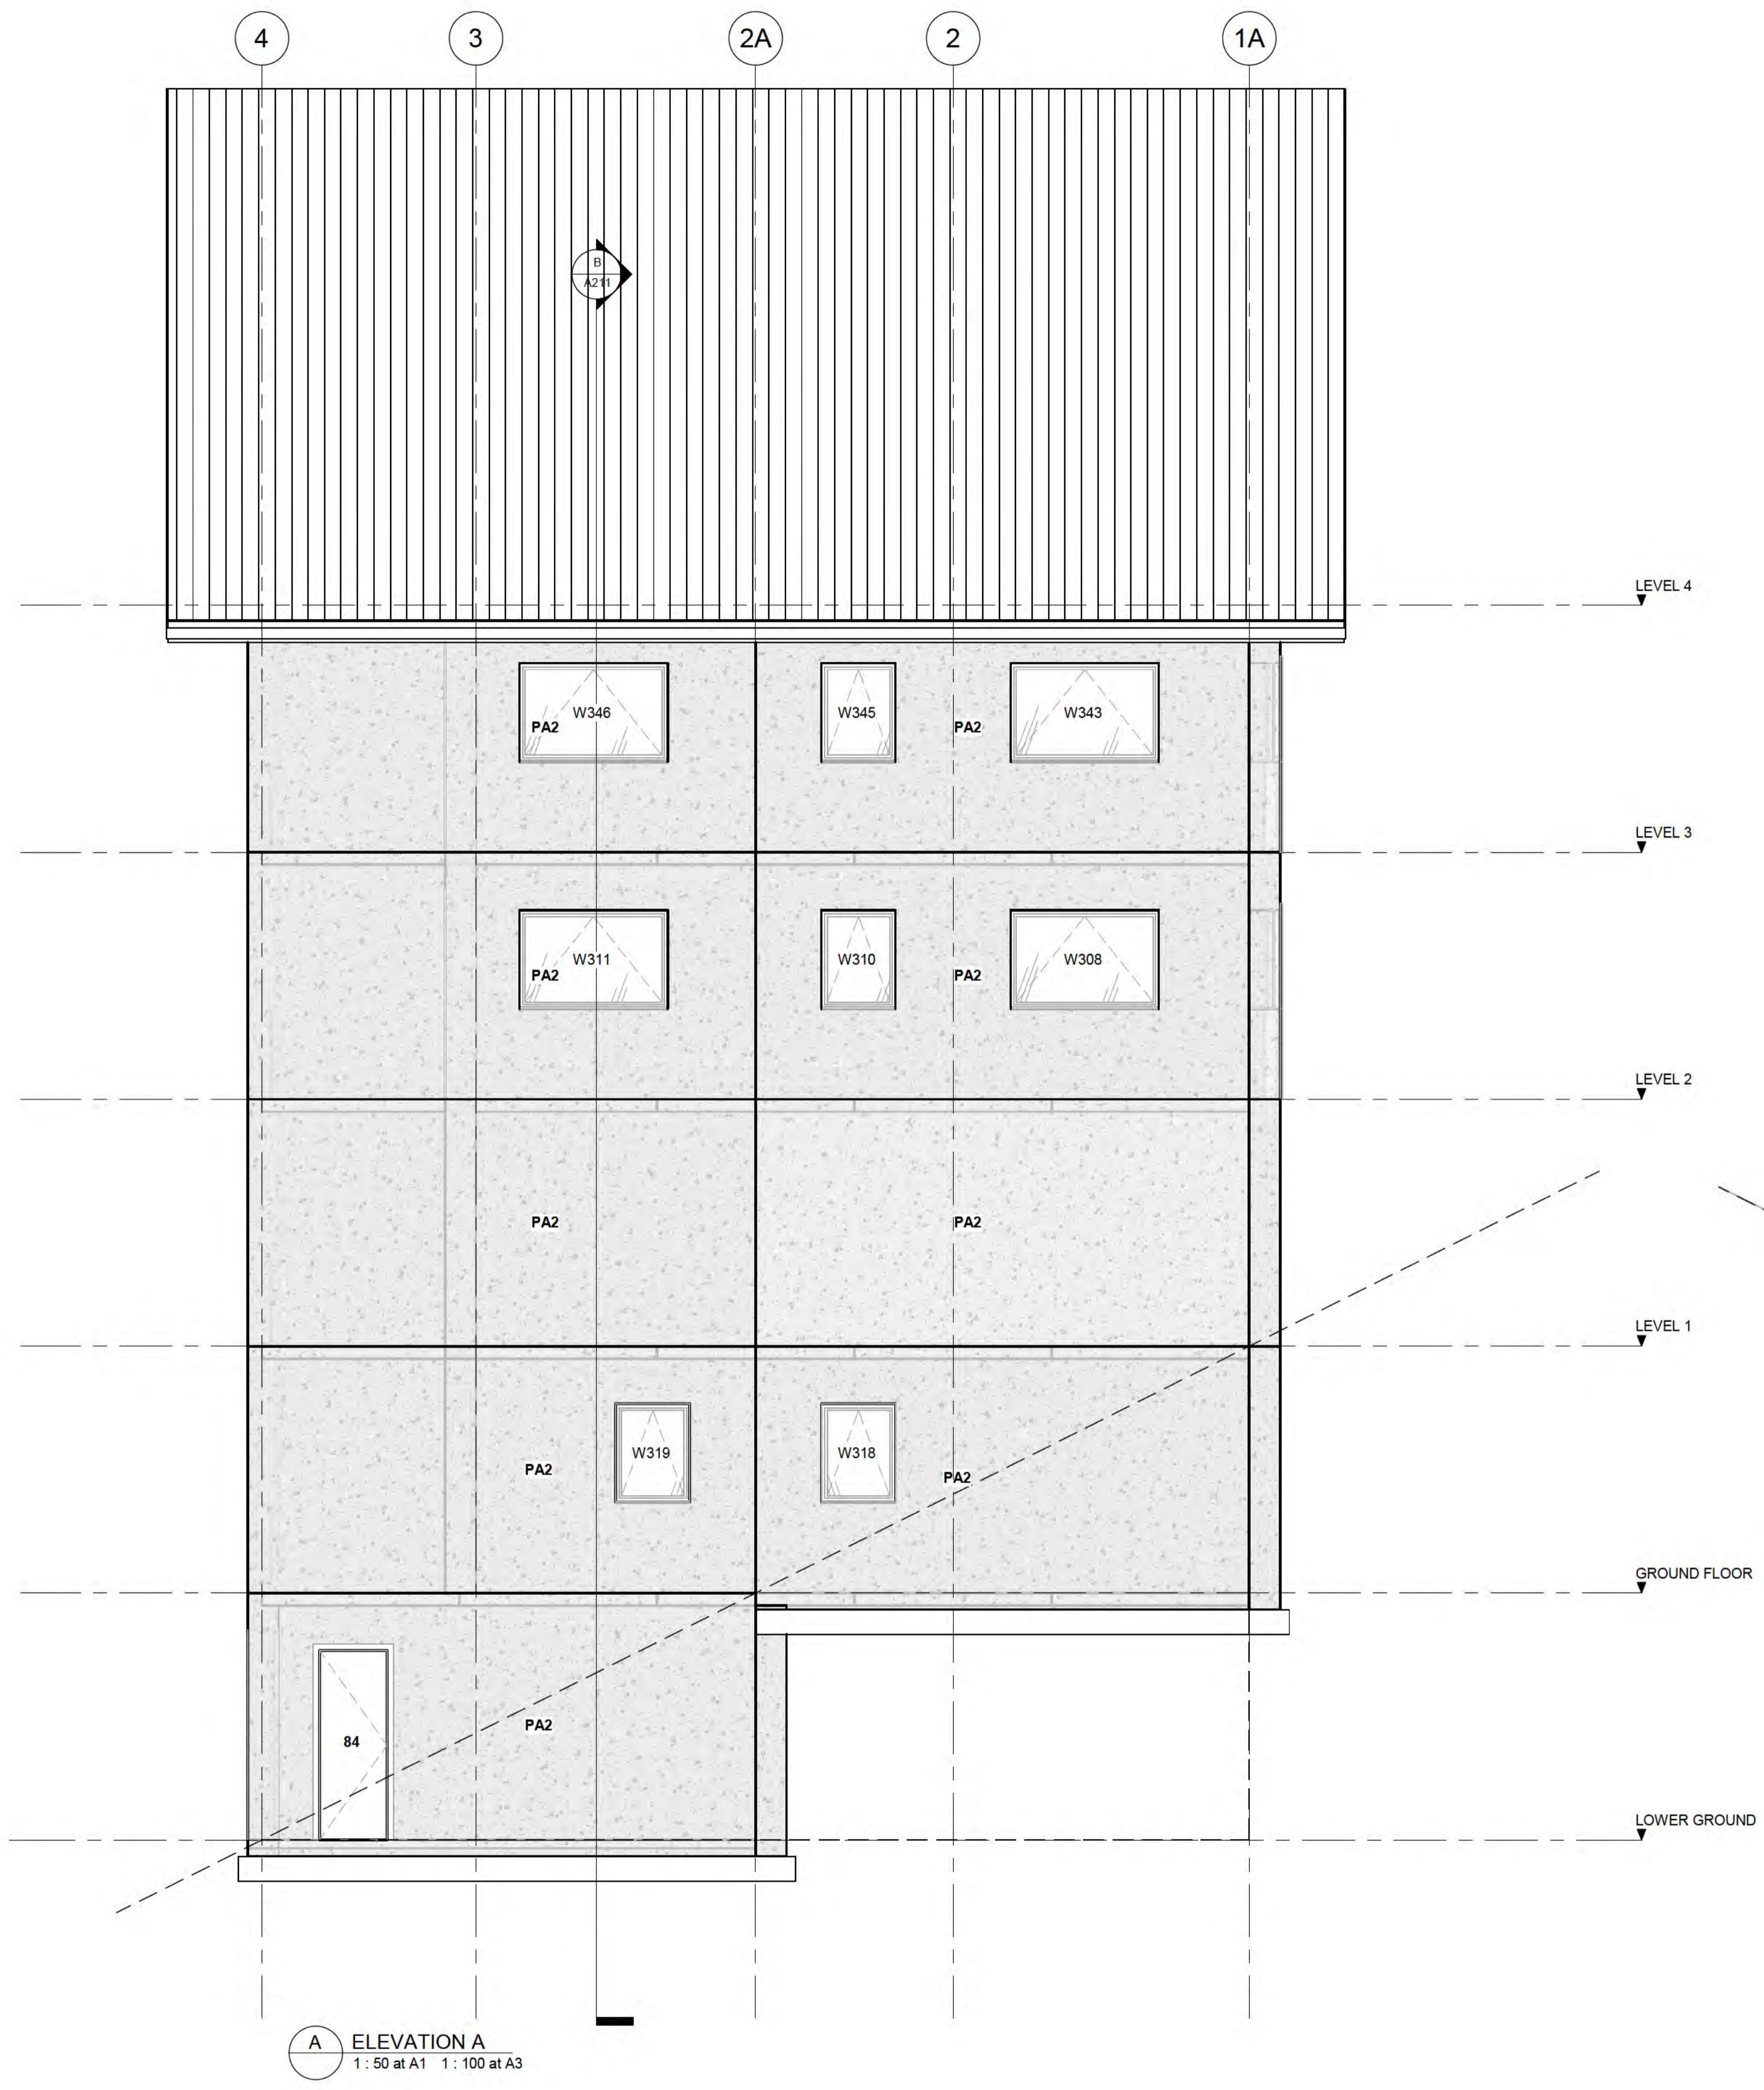 4 3 2A 2 1A
B
A211
LEVEL 4
W346 W345 W343
PA2 PA2
LEVEL 3
W311 W310 W308
PA2 PA2
LEVEL 2
PA2 PA2
LEVEL 1
W319 W318
PA2 PA2
GROUND FLOOR
PA2
84
LOWER GROUND
A ELEVATION A
1 : 50 at A1 1 : 100 at A3